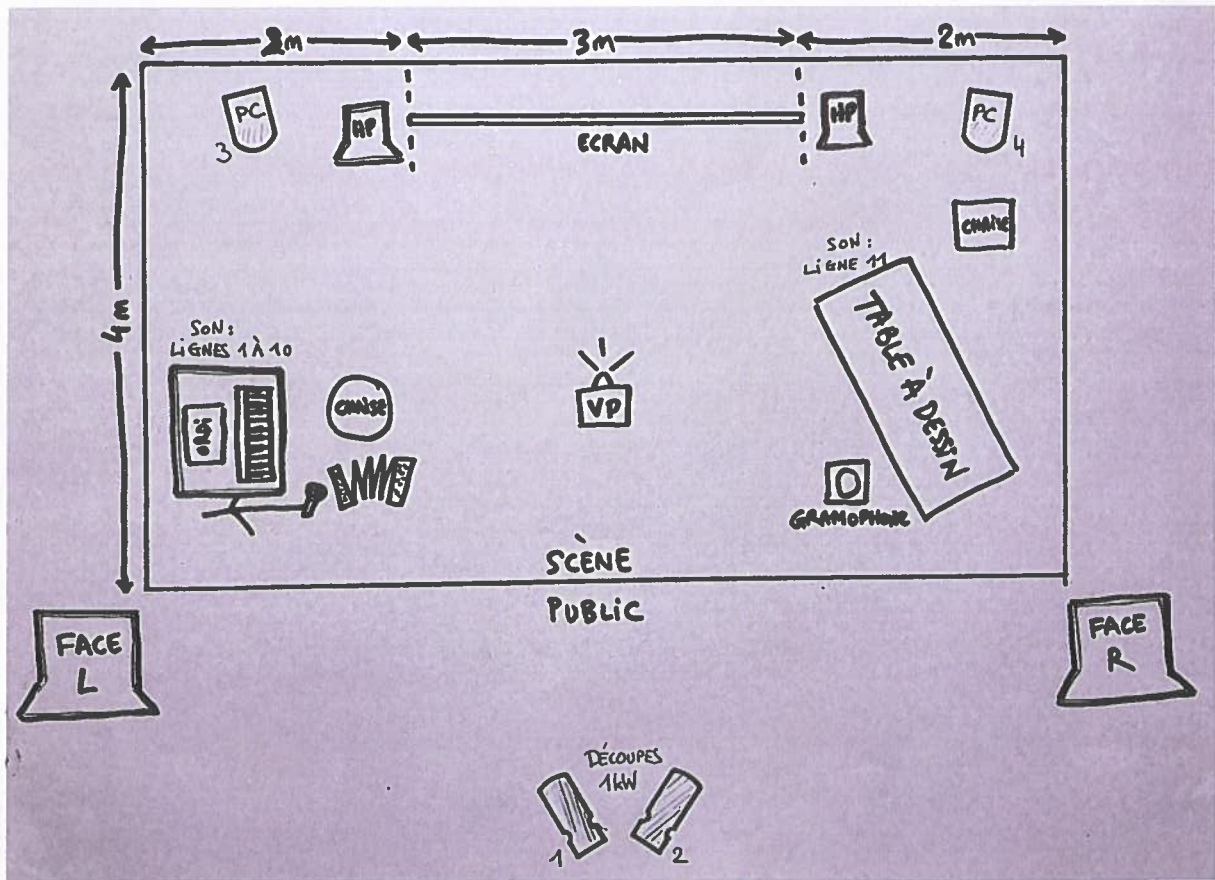 2m
3m
2m
4m
PC
3
HP
ECRAN
HP
PC
4
CHAISE
SON:
LIGNE 11
TABLE À DESSIN
SON:
LIGNES 1 À 10
ORDI
CHAISE
VP
GRAMOPHONE
SCÈNE
PUBLIC
FACE
L
FACE
R
DÉCOUPES
1kW
1
2